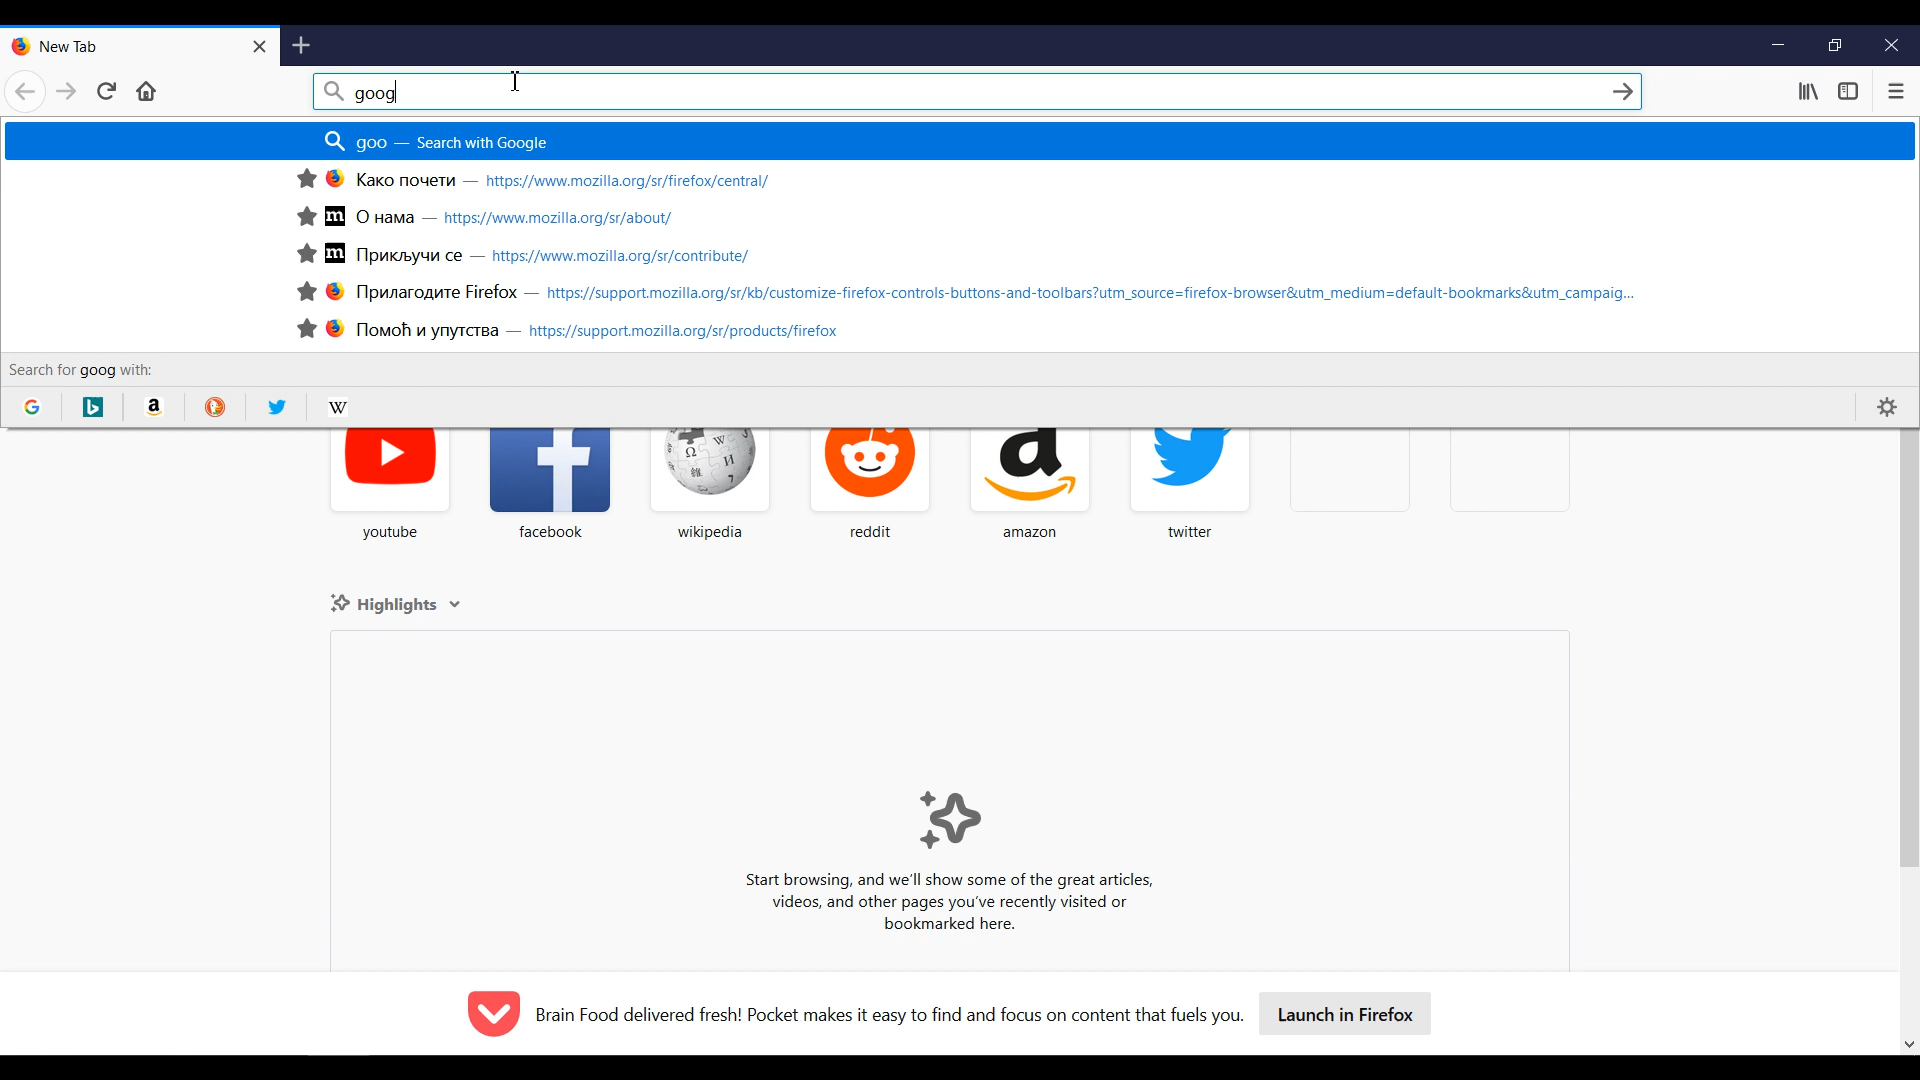 New Tab
goog
goo — Search with Google
Како почети — https://www.mozilla.org/sr/firefox/central/
m О нама — https://www.mozilla.org/sr/about/
m Прикључи се — https://www.mozilla.org/sr/contribute/
Прилагодите Firefox — https://support.mozilla.org/sr/kb/customize-firefox-controls-buttons-and-toolbars?utm_source=firefox-browser&utm_medium=default-bookmarks&utm_campaig...
Помоћ и упутства — https://support.mozilla.org/sr/products/firefox
Search for goog with:
G b a W
youtube facebook wikipedia reddit amazon twitter
Highlights
Start browsing, and we'll show some of the great articles,
videos, and other pages you've recently visited or
bookmarked here.
Brain Food delivered fresh! Pocket makes it easy to find and focus on content that fuels you. Launch in Firefox